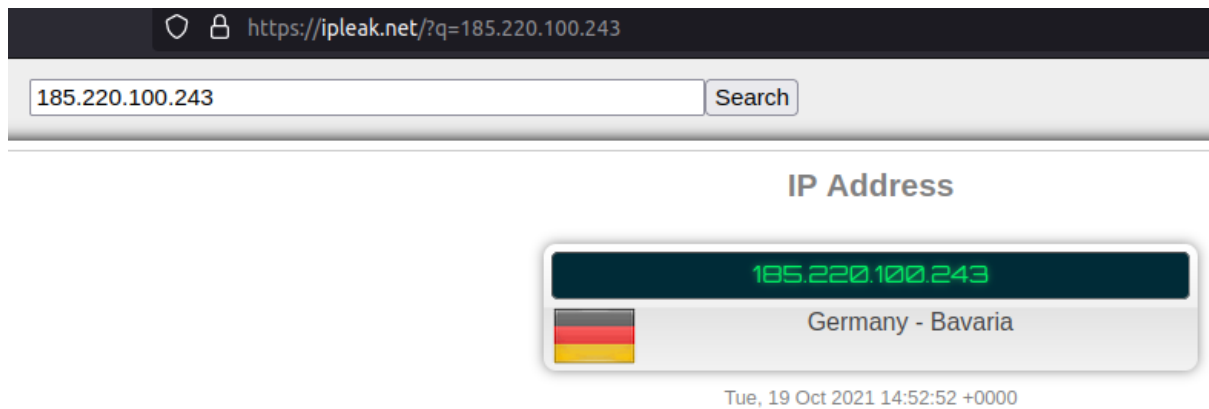 https://ipleak.net/?q=185.220.100.243
185.220.100.243 Search
IP Address
185.220.100.243
Germany - Bavaria
Tue, 19 Oct 2021 14:52:52 +0000